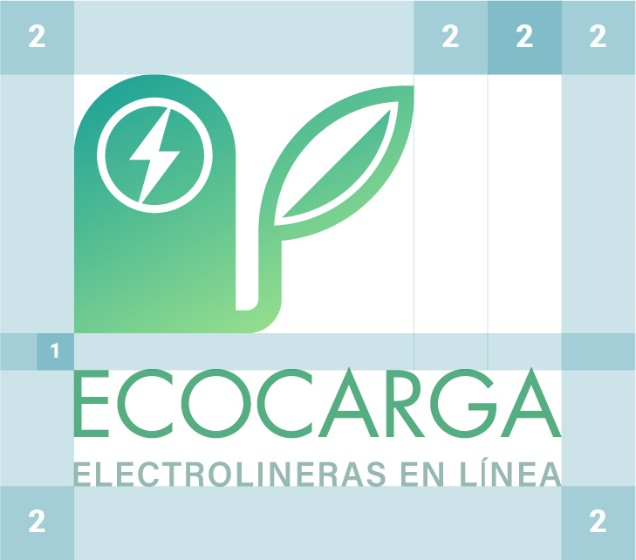 2 2 2 2
1
ECOCARGA
ELECTROLINERAS EN LÍNEA
2 2